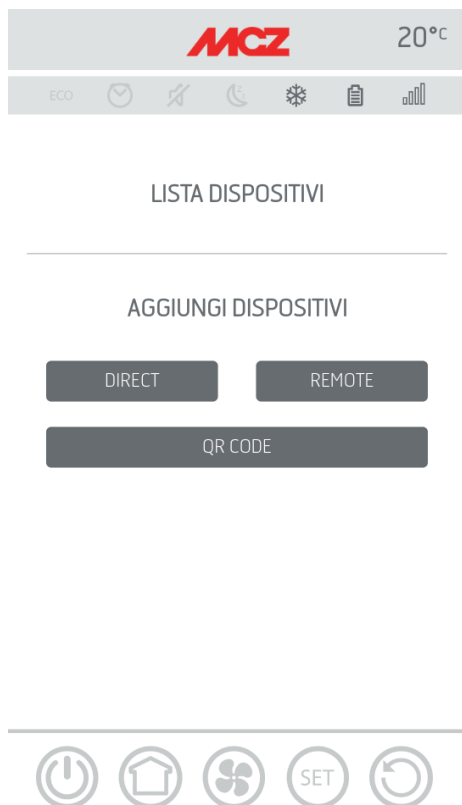 MCZ 20°C
ECO
LISTA DISPOSITIVI
AGGIUNGI DISPOSITIVI
DIRECT REMOTE
QR CODE
SET